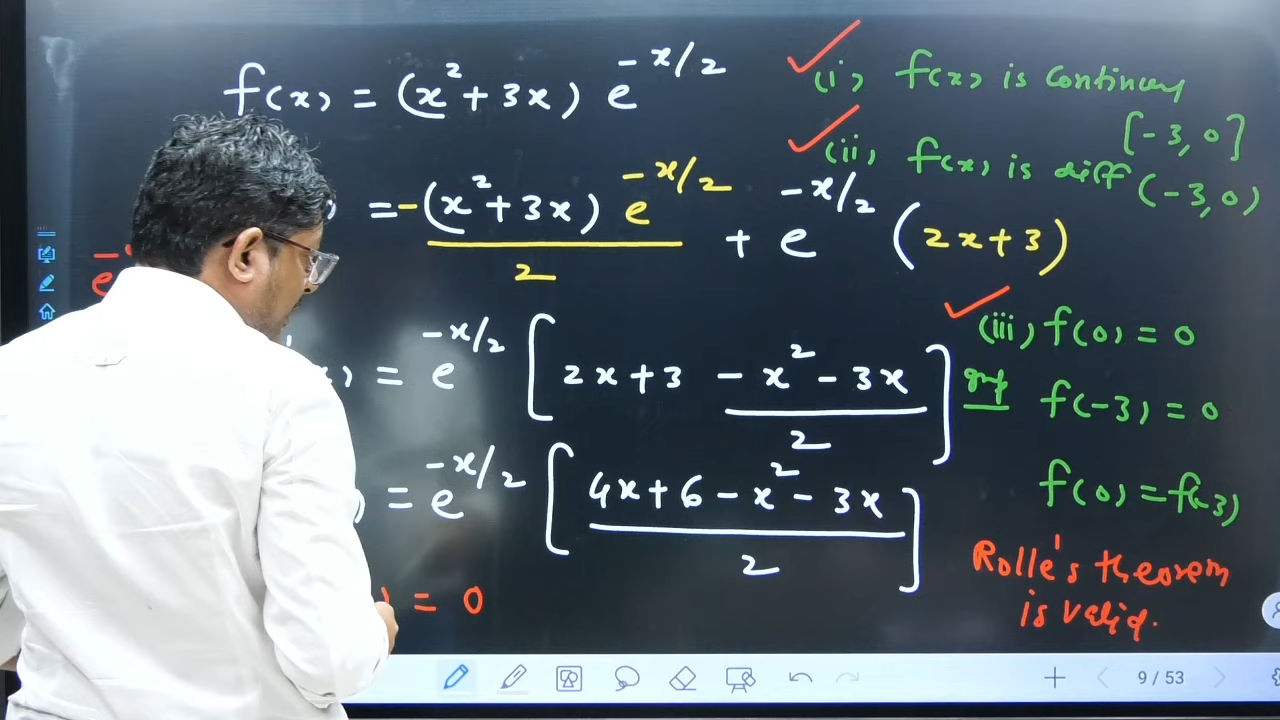 f(x) = (x² + 3x) e^-x/2
= -(x² + 3x) e^-x/2 / 2 + e^-x/2 (2x+3)
e^-
) = e^-x/2 [2x+3 -x² - 3x / 2]
) = e^-x/2 [4x+6-x²-3x / 2]
) = 0
(i) f(x) is continuous
[-3, 0]
(ii) f(x) is diff (-3, 0)
(iii) f(0) = 0
f(-3) = 0
f(0) = f(-3)
Rolle's theorem
is valid.
9 / 53